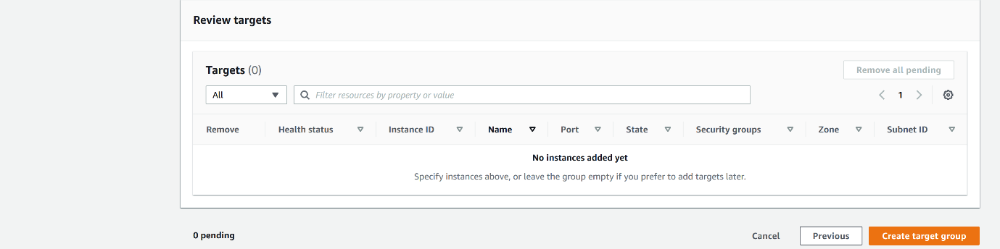 Review targets
Targets (0)
Remove all pending
All
Filter resources by property or value
1
Remove Health status Instance ID Name Port State Security groups Zone Subnet ID
No instances added yet
Specify instances above, or leave the group empty if you prefer to add targets later.
0 pending
Cancel Previous Create target group